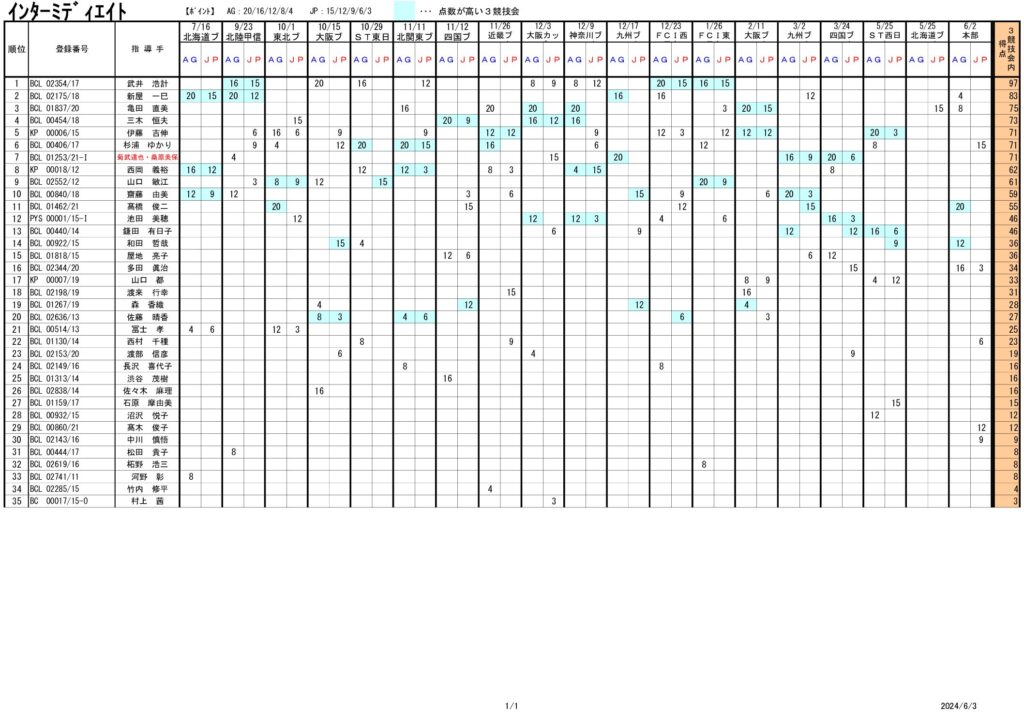 インターミディエイト 【ﾎﾟｲﾝﾄ】 AG：20/16/12/8/4 JP：15/12/9/6/3 ･･･ 点数が高い３競技会
7/16 9/23 10/1 10/15 10/29 11/11 11/12 11/26 12/3 12/9 12/17 12/23 1/26 2/11 3/2 3/24 5/25 5/25 6/2
順位 登録番号 指導手 北海道ブ 北陸甲信 東北ブ 大阪ブ ＳＴ東日 北関東ブ 四国ブ 近畿ブ 大阪カッ 神奈川ブ 九州ブ ＦＣＩ西 ＦＣＩ東 大阪ブ 九州ブ 四国ブ ＳＴ西日 北海道ブ 本部 ３競技会内得点
AG JP AG JP AG JP AG JP AG JP AG JP AG JP AG JP AG JP AG JP AG JP AG JP AG JP AG JP AG JP AG JP AG JP AG JP AG JP
1 BCL 02354/17 武井 浩計 16 15 20 16 12 8 9 8 12 20 15 16 15 97
2 BCL 02175/18 新屋 一巳 20 15 20 12 16 16 12 4 83
3 BCL 01837/20 亀田 直美 16 20 20 20 3 20 15 15 8 75
4 BCL 00454/18 三木 恒夫 15 20 9 16 12 16 73
5 KP 00006/15 伊藤 吉伸 6 16 6 9 9 12 12 9 12 3 12 12 12 20 3 71
6 BCL 00406/17 杉浦 ゆかり 9 4 12 20 20 15 16 6 12 8 15 71
7 BCL 01253/21-I 菊武達也・桑原美保 4 15 20 16 9 20 6 71
8 KP 00018/12 西岡 義裕 16 12 12 12 3 8 3 4 15 8 62
9 BCL 02552/12 山口 敏江 3 8 9 12 15 20 9 61
10 BCL 00840/18 齋藤 由美 12 9 12 3 6 15 9 6 20 3 59
11 BCL 01462/21 髙橋 俊二 20 15 12 15 20 55
12 PYS 00001/15-I 池田 美穂 12 12 12 3 4 6 16 3 46
13 BCL 00440/14 鎌田 有日子 6 9 12 12 16 6 46
14 BCL 00922/15 和田 哲哉 15 4 9 12 36
15 BCL 01818/15 屋地 亮子 12 6 6 12 36
16 BCL 02344/20 多田 眞治 15 16 3 34
17 KP 00007/19 山口 都 8 9 4 12 33
18 BCL 02198/19 渡来 行幸 15 16 31
19 BCL 01267/19 森 香織 4 12 12 4 28
20 BCL 02636/13 佐藤 晴香 8 3 4 6 6 3 27
21 BCL 00514/13 冨士 孝 4 6 12 3 25
22 BCL 01130/14 西村 千種 8 9 6 23
23 BCL 02153/20 渡部 信彦 6 4 9 19
24 BCL 02149/16 長沢 喜代子 8 8 16
25 BCL 01313/14 渋谷 茂樹 16 16
26 BCL 02838/14 佐々木 麻理 16 16
27 BCL 01159/17 石原 摩由美 15 15
28 BCL 00932/15 沼沢 悦子 12 12
29 BCL 00860/21 高木 俊子 12 12
30 BCL 02143/16 中川 慎悟 9 9
31 BCL 00444/17 松田 貴子 8 8
32 BCL 02619/16 柘野 浩三 8 8
33 BCL 02741/11 河野 彰 8 8
34 BCL 02285/15 竹内 修平 4 4
35 BC 00017/15-O 村上 茜 3 3
1/1 2024/6/3